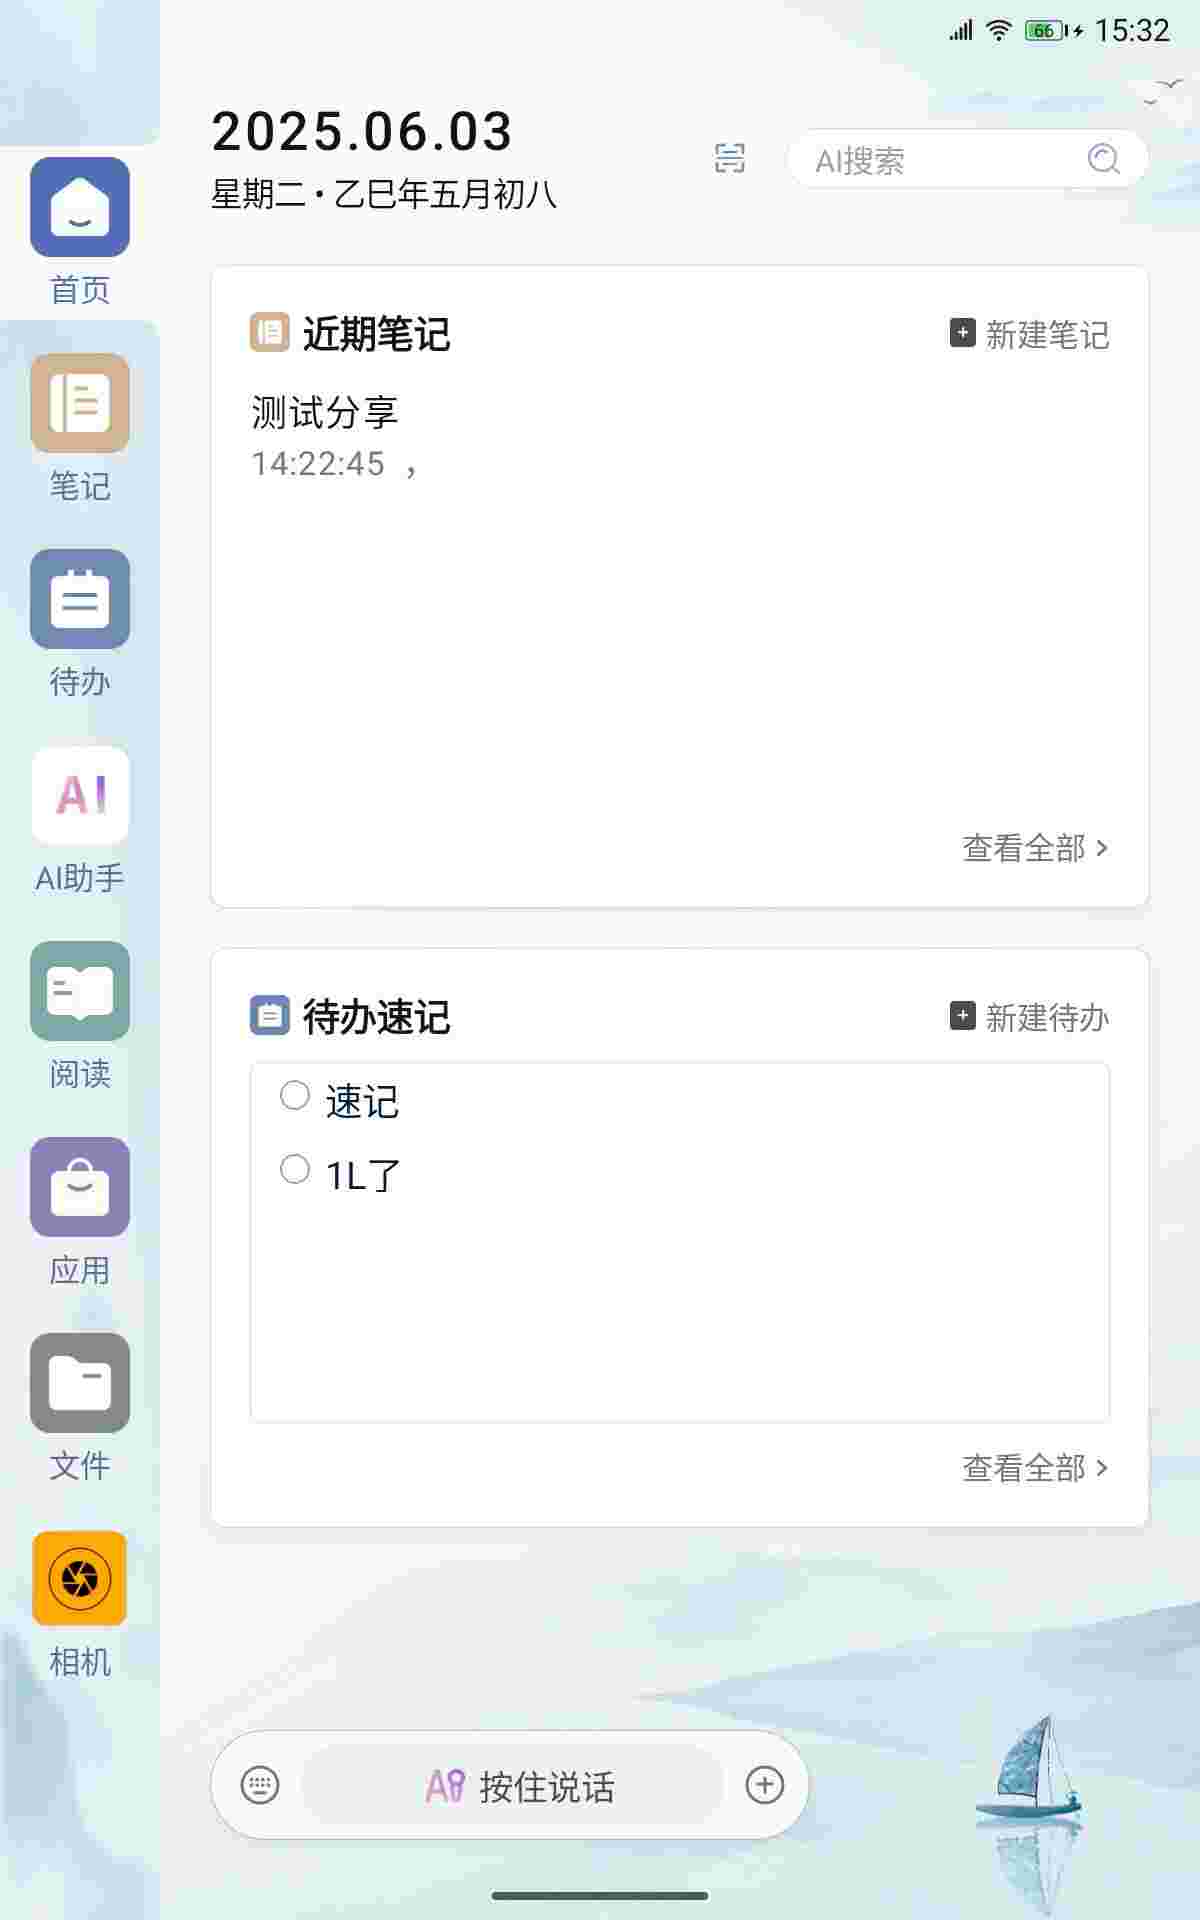 66 15:32
2025.06.03
星期二·乙巳年五月初八
AI搜索
首页
近期笔记
新建笔记
测试分享
14:22:45 ，
笔记
待办
AI
AI助手
查看全部
阅读
待办速记
新建待办
速记
1L了
应用
文件
查看全部
相机
按住说话